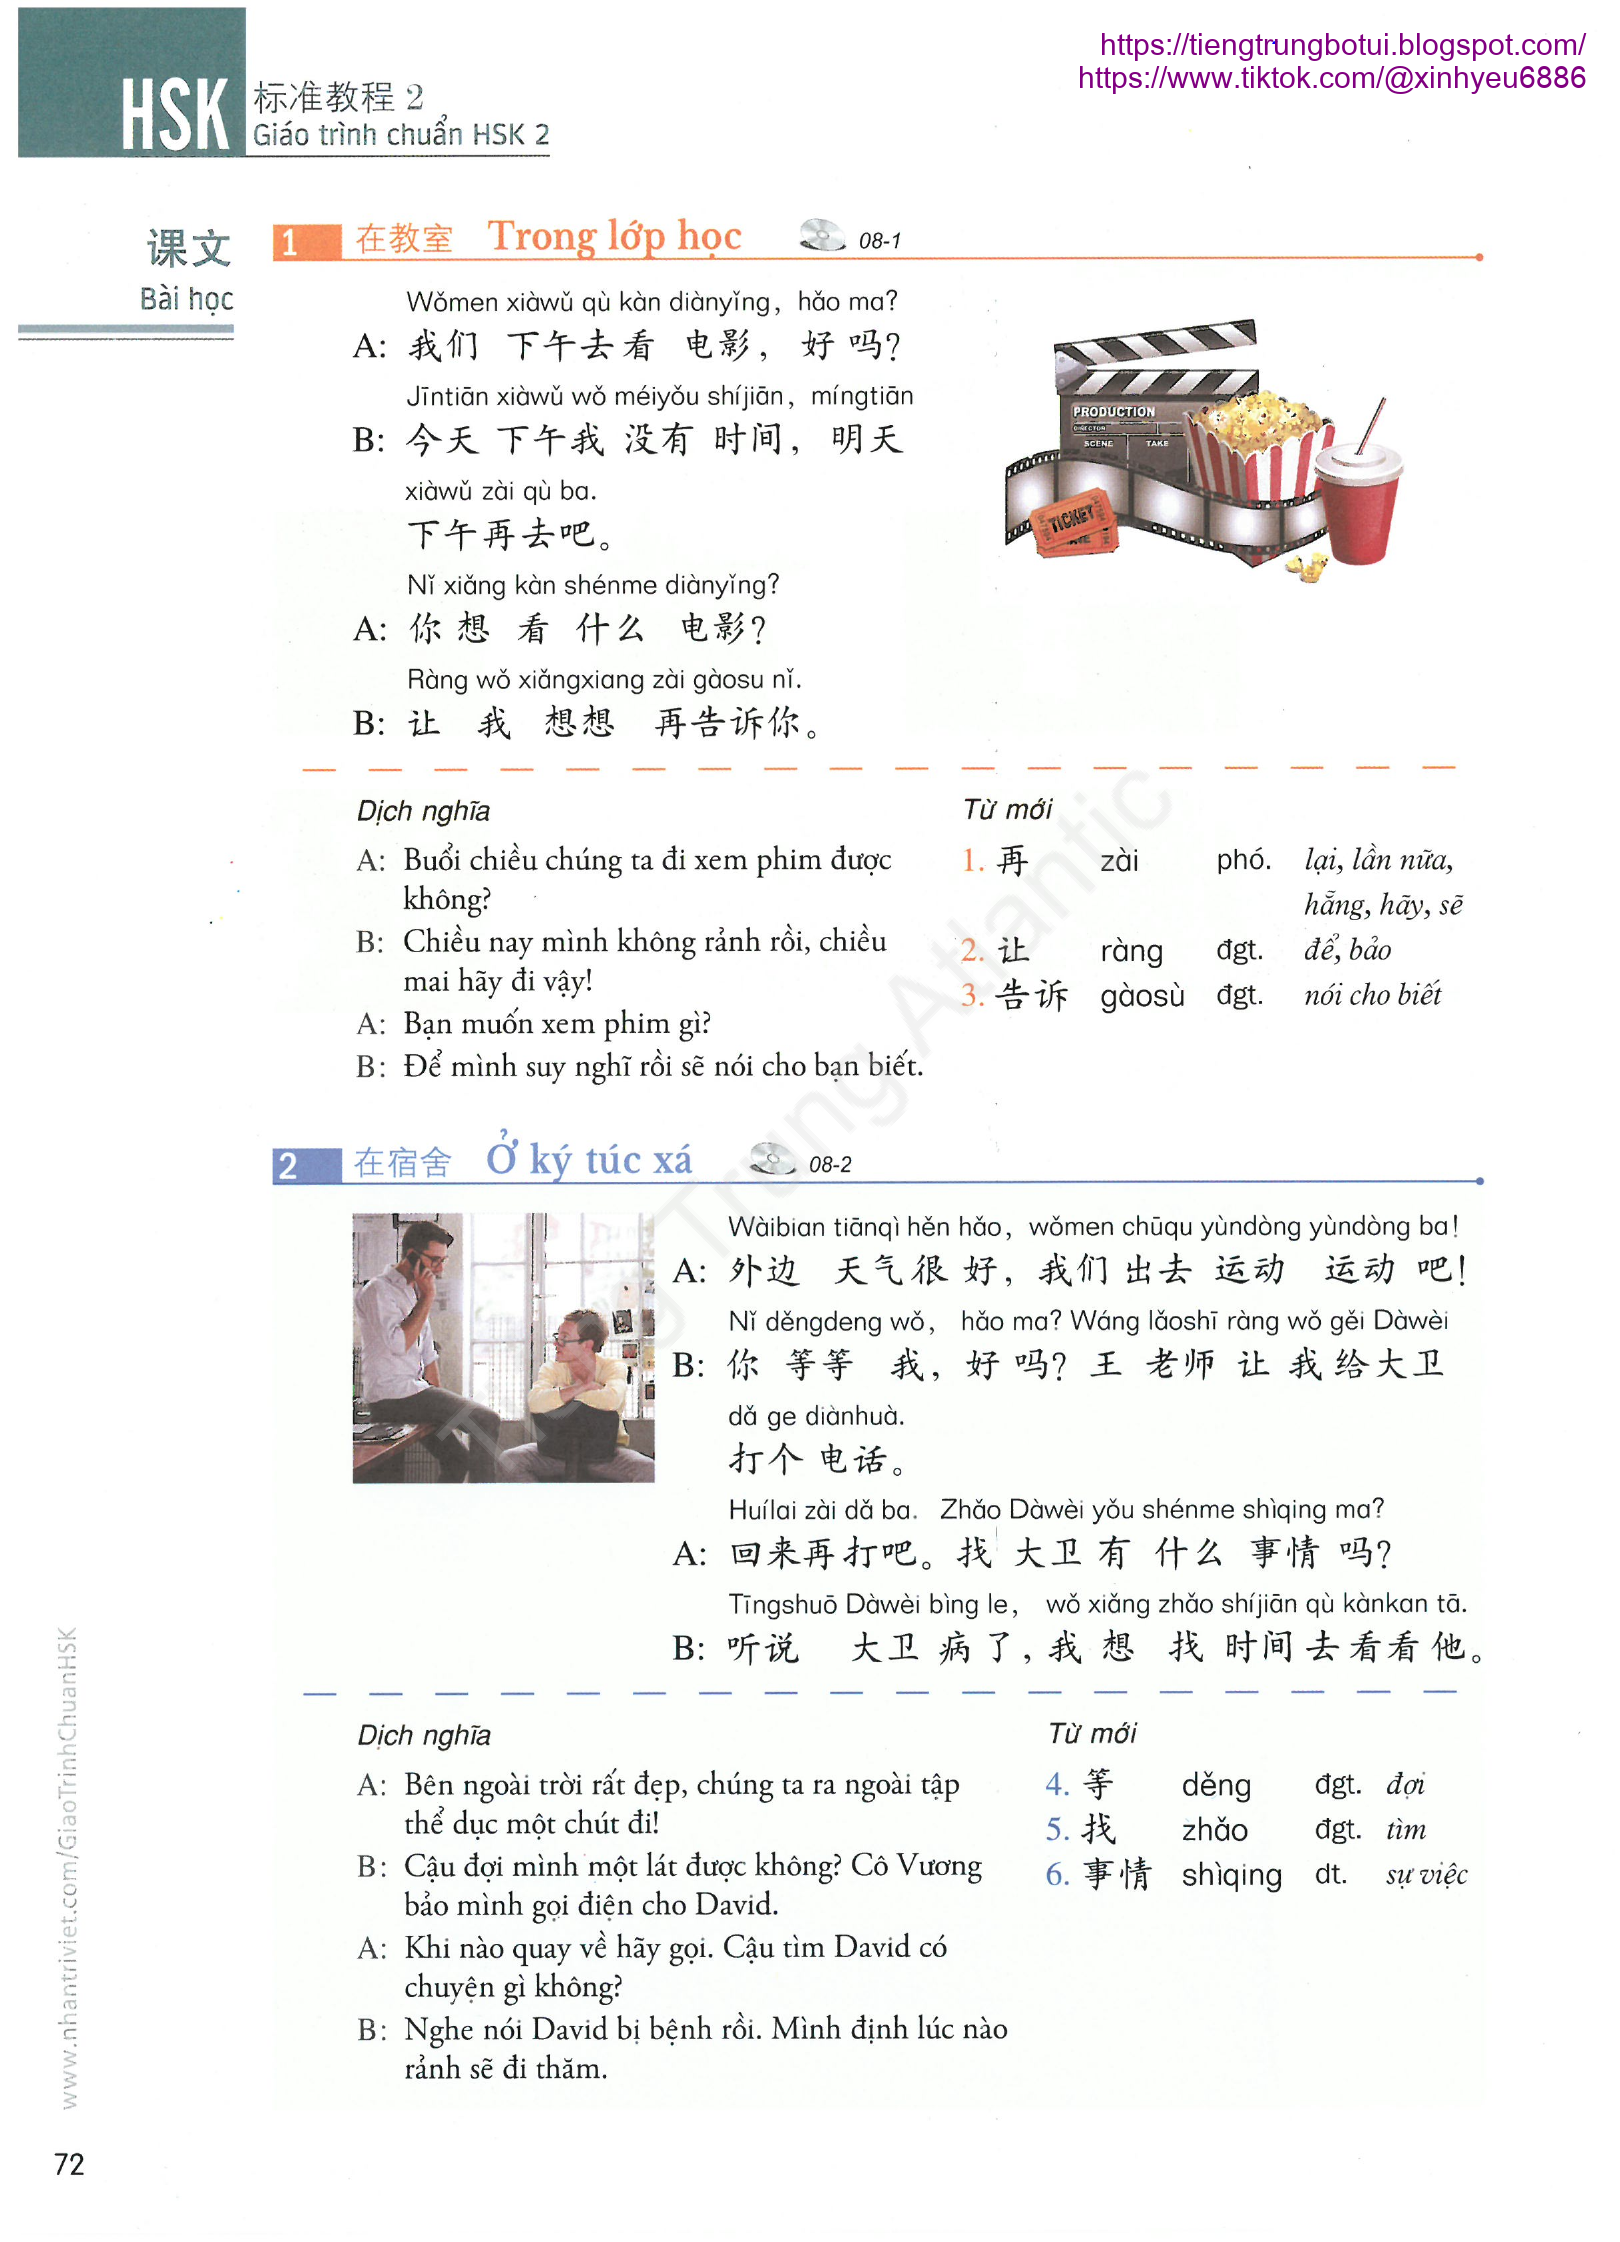 https://tiengtrungbotui.blogspot.com/
https://www.tiktok.com/@xinhyeu6886
HSK 标准教程 2
Giáo trình chuẩn HSK 2
课文
Bài học
1 在教室 Trong lớp học 08-1
Wǒmen xiàwǔ qù kàn diànyǐng, hǎo ma?
A: 我们 下午去看 电影，好吗?
Jīntiān xiàwǔ wǒ méiyǒu shíjiān, míngtiān
B: 今天 下午我 没有 时间，明天
xiàwǔ zài qù ba.
下午再去吧。
Nǐ xiǎng kàn shénme diànyǐng?
A: 你 想 看 什么 电影?
Ràng wǒ xiǎngxiang zài gàosu nǐ.
B: 让 我 想想 再告诉你。
PRODUCTION
DIRECTOR
SCENE TAKE
TICKET
Dịch nghĩa
A: Buổi chiều chúng ta đi xem phim được
không?
B: Chiều nay mình không rảnh rồi, chiều
mai hãy đi vậy!
A: Bạn muốn xem phim gì?
B: Để mình suy nghĩ rồi sẽ nói cho bạn biết.
Từ mới
1. 再 zài phó. lại, lần nữa,
hẵng, hãy, sẽ
2. 让 ràng đgt. để, bảo
3. 告诉 gàosù đgt. nói cho biết
2 在宿舍 Ở ký túc xá 08-2
Wàibian tiānqì hěn hǎo, wǒmen chūqu yùndòng yùndòng ba!
A: 外边 天气很 好，我们 出去 运动 运动 吧!
Nǐ děngdeng wǒ, hǎo ma? Wáng lǎoshī ràng wǒ gěi Dàwèi
B: 你 等等 我，好 吗? 王 老师 让 我 给大卫
dǎ ge diànhuà.
打个 电话。
Huílai zài dǎ ba. Zhǎo Dàwèi yǒu shénme shìqing ma?
A: 回来再打吧。找 大卫 有 什么 事情 吗?
Tīngshuō Dàwèi bìng le, wǒ xiǎng zhǎo shíjiān qù kànkan tā.
B: 听说 大卫 病 了，我 想 找 时间 去 看看 他。
Dịch nghĩa
A: Bên ngoài trời rất đẹp, chúng ta ra ngoài tập
thể dục một chút đi!
B: Cậu đợi mình một lát được không? Cô Vương
bảo mình gọi điện cho David.
A: Khi nào quay về hãy gọi. Cậu tìm David có
chuyện gì không?
B: Nghe nói David bị bệnh rồi. Mình định lúc nào
rảnh sẽ đi thăm.
Từ mới
4. 等 děng đgt. đợi
5. 找 zhǎo đgt. tìm
6. 事情 shìqing dt. sự việc
Tiếng Trung Atlantic
www.nhantriviet.com/GiaoTrinhChuanHSK
72